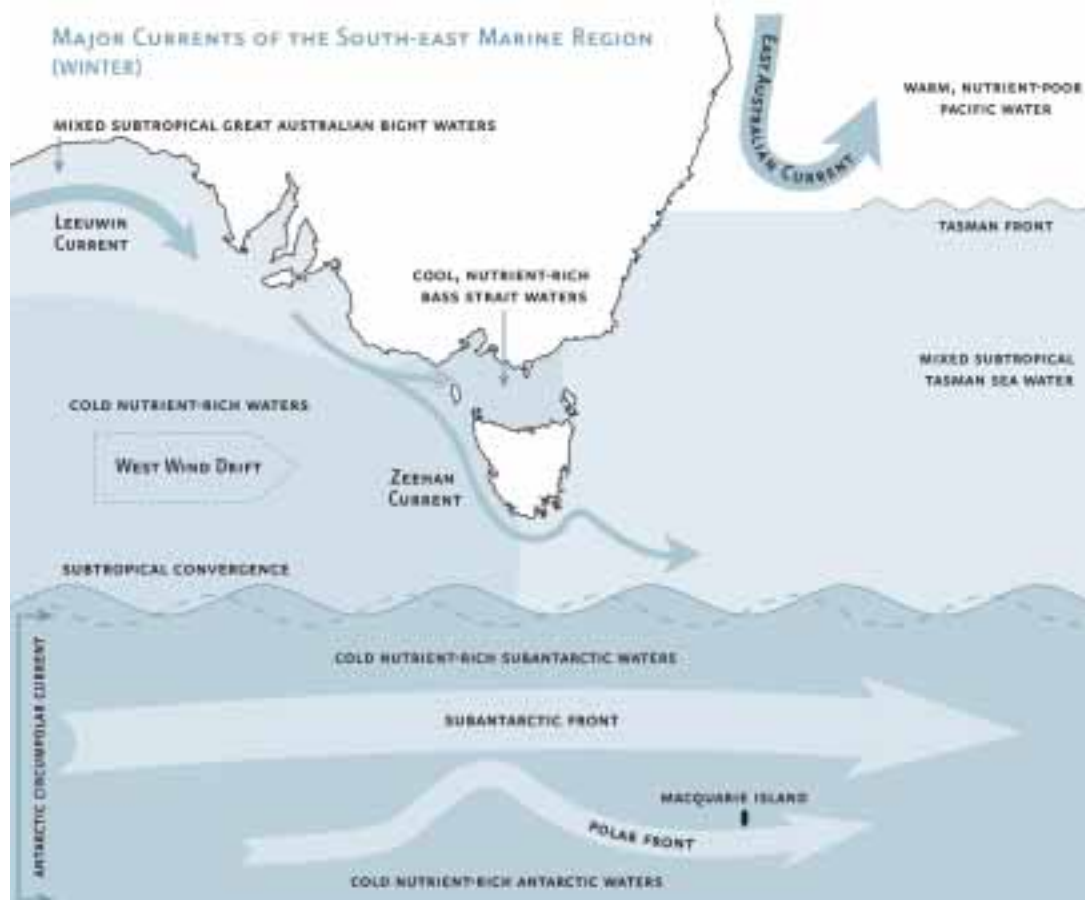 MAJOR CURRENTS OF THE SOUTH-EAST MARINE REGION
(WINTER)
MIXED SUBTROPICAL GREAT AUSTRALIAN BIGHT WATERS
EAST AUSTRALIAN CURRENT
WARM, NUTRIENT-POOR
PACIFIC WATER
LEEUWIN
CURRENT
TASMAN FRONT
COOL, NUTRIENT-RICH
BASS STRAIT WATERS
MIXED SUBTROPICAL
TASMAN SEA WATER
COLD NUTRIENT-RICH WATERS
WEST WIND DRIFT
ZEEHAN
CURRENT
SUBTROPICAL CONVERGENCE
ANTARCTIC CIRCUMPOLAR CURRENT
COLD NUTRIENT-RICH SUBANTARCTIC WATERS
SUBANTARCTIC FRONT
MACQUARIE ISLAND
POLAR FRONT
COLD NUTRIENT-RICH ANTARCTIC WATERS